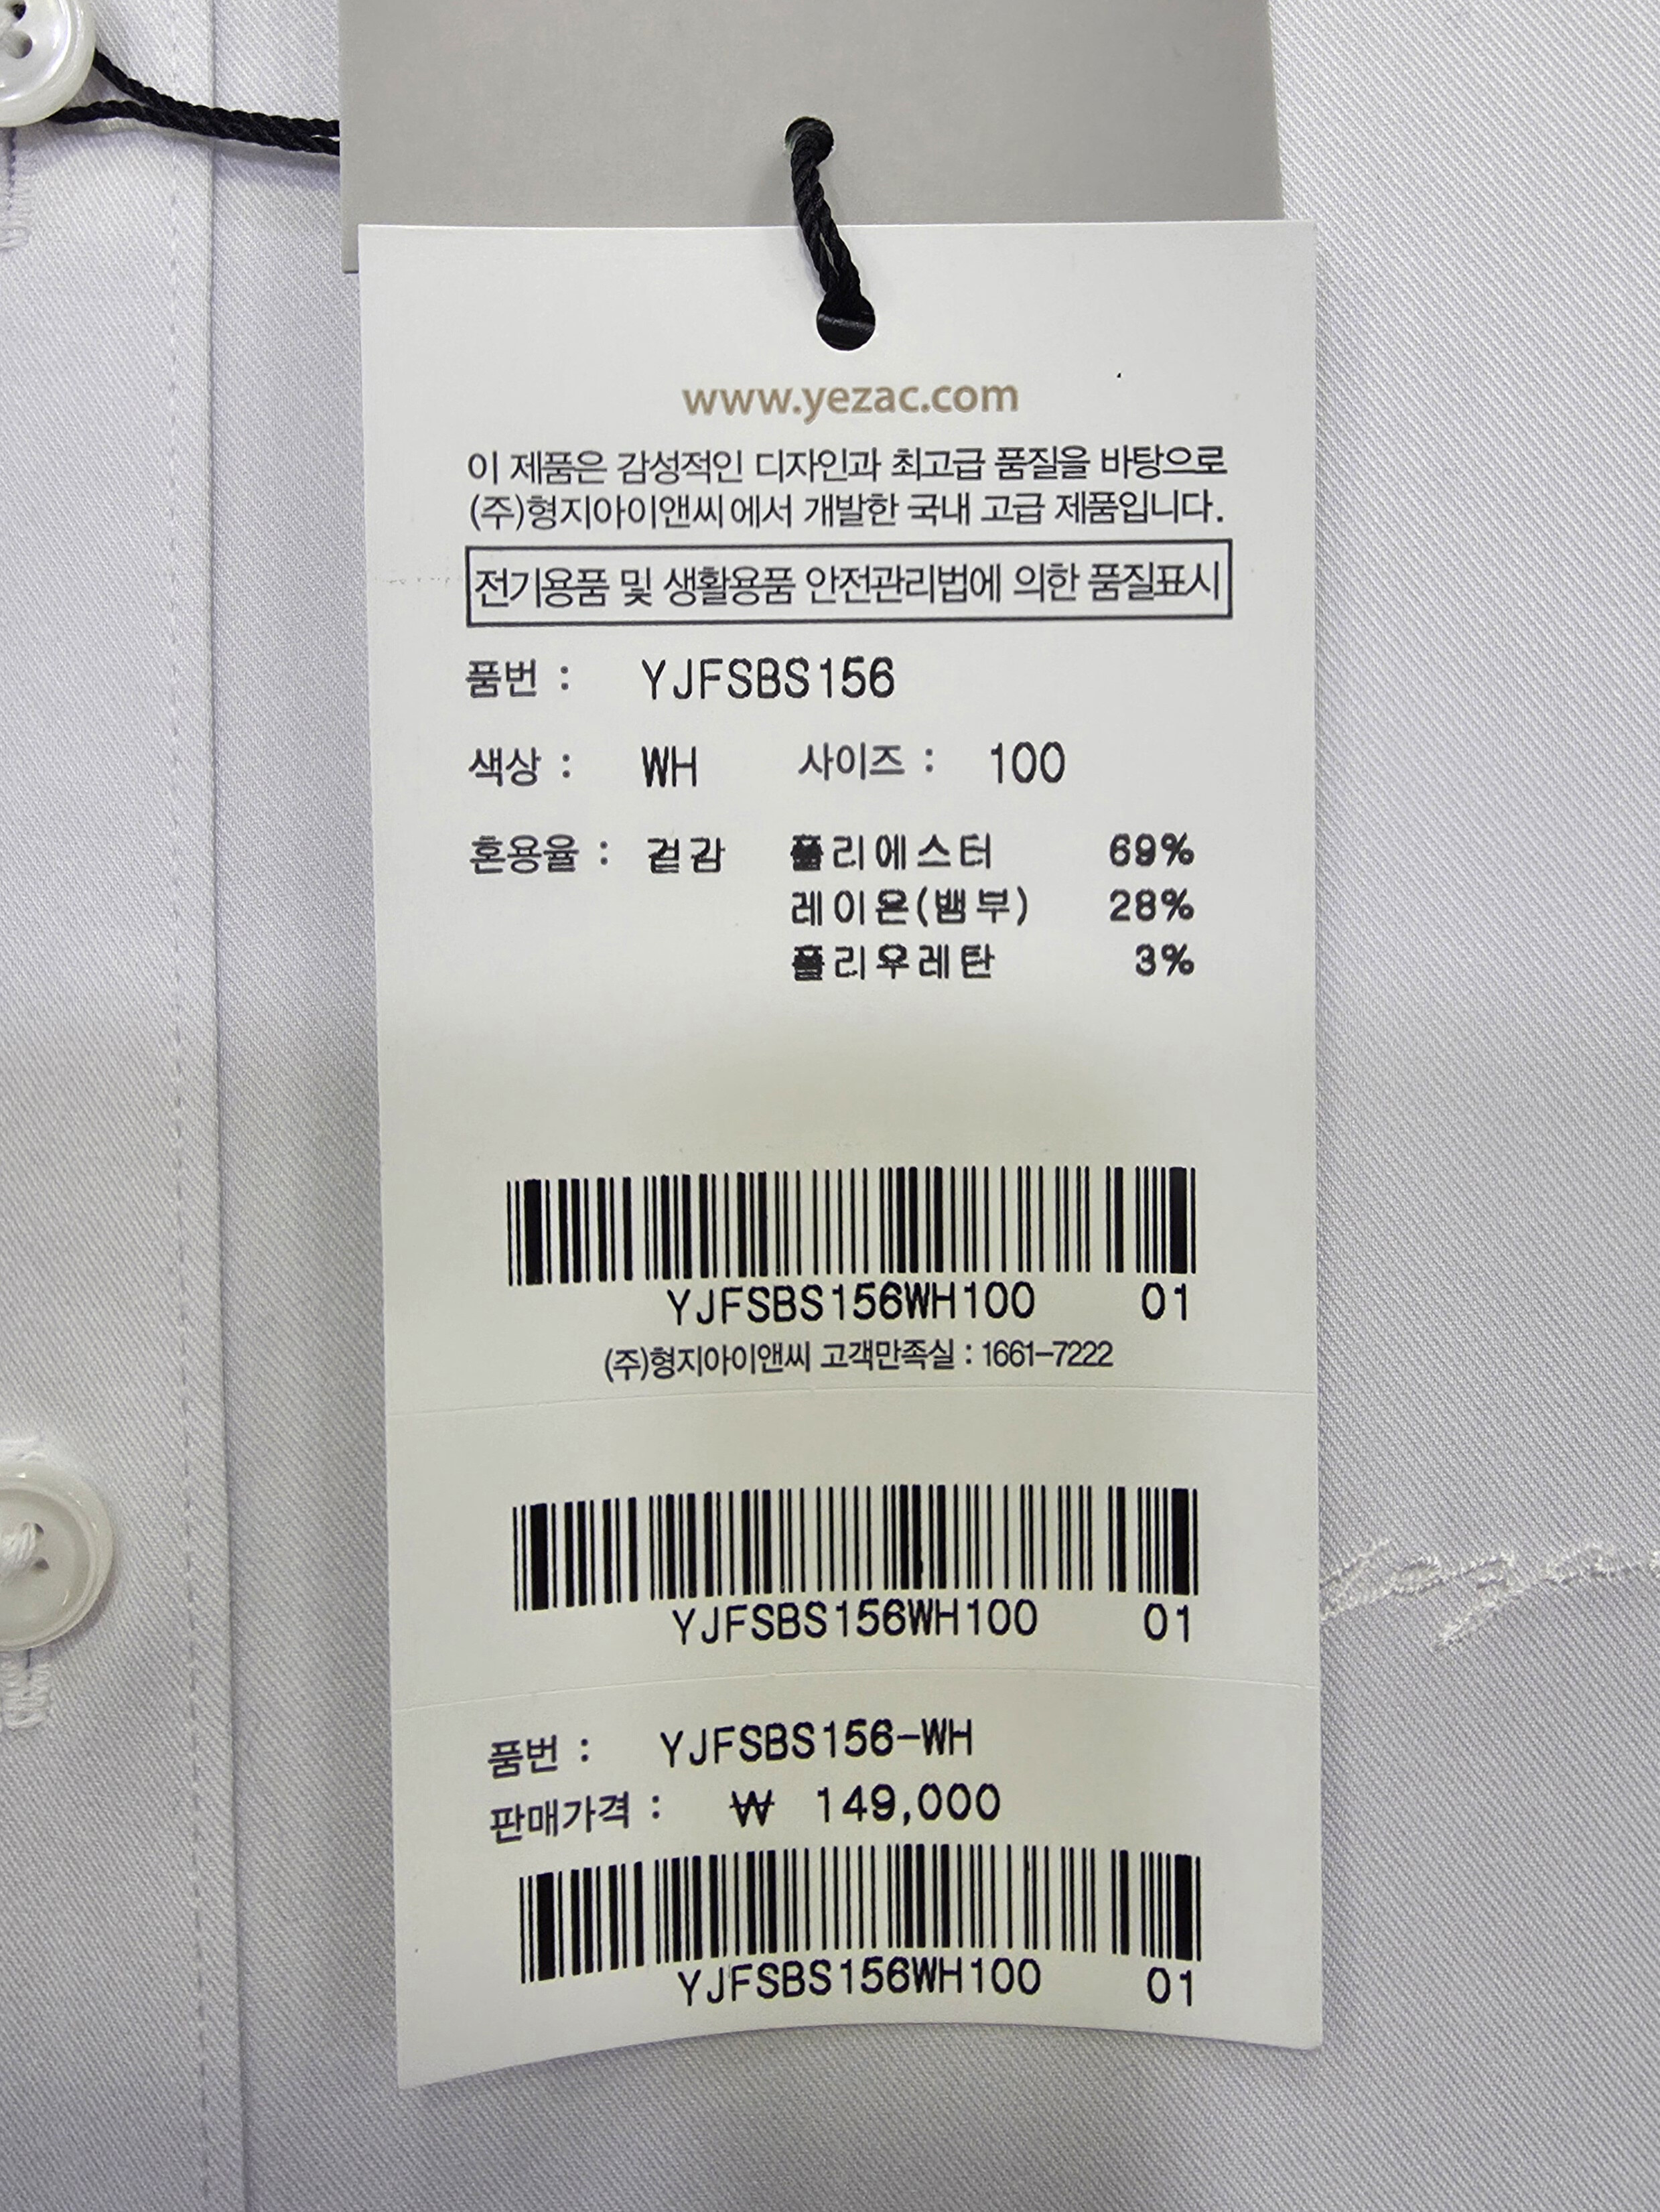 www.yezac.com
이 제품은 감성적인 디자인과 최고급 품질을 바탕으로
(주)형지아이앤씨에서 개발한 국내 고급 제품입니다.
전기용품 및 생활용품 안전관리법에 의한 품질표시
품번 : YJFSBS156
색상 : WH 사이즈 : 100
혼용율 : 겉감 폴리에스터 69%
레이온(뱀부) 28%
폴리우레탄 3%
YJFSBS156WH100 01
(주)형지아이앤씨 고객만족실 : 1661-7222
YJFSBS156WH100 01
품번 : YJFSBS156-WH
판매가격 : ₩ 149,000
YJFSBS156WH100 01